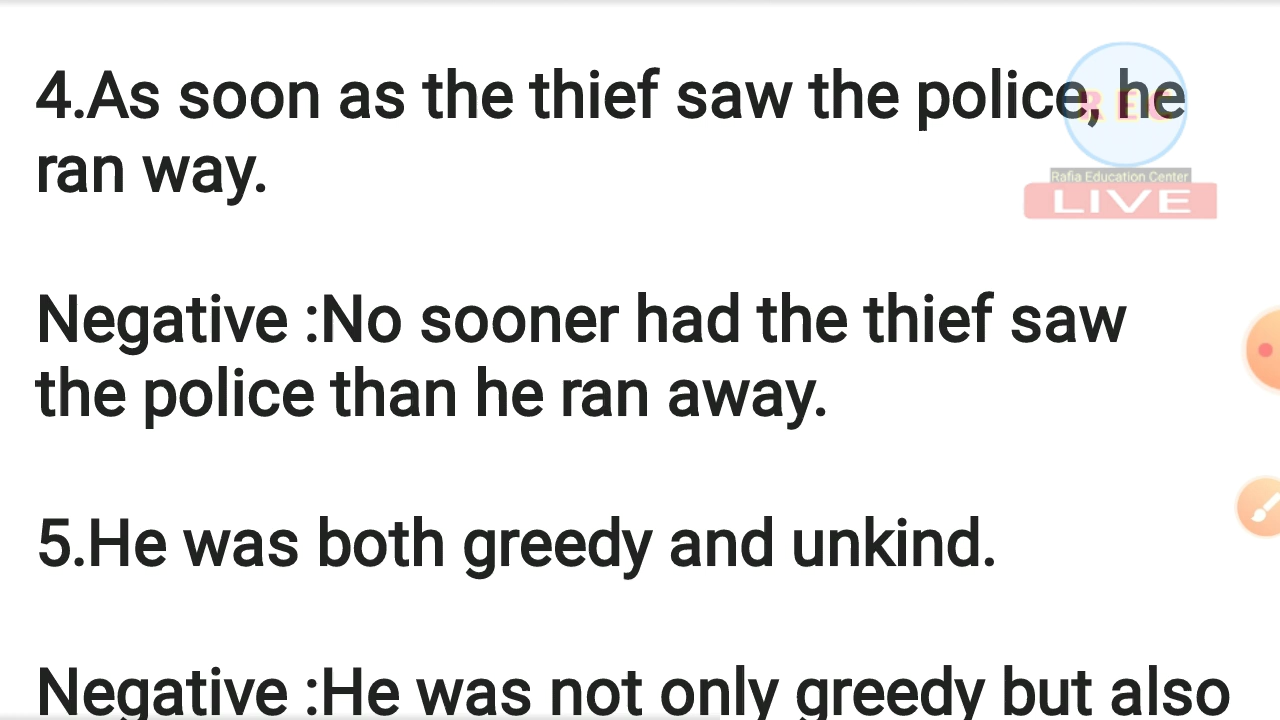 4.As soon as the thief saw the police, he
ran way.
R E C
Rafia Education Center
LIVE
Negative :No sooner had the thief saw
the police than he ran away.
5.He was both greedy and unkind.
Negative :He was not only greedy but also